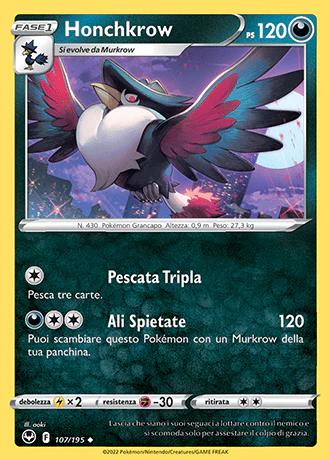 FASE 1
Honchkrow
PS 120
Si evolve da Murkrow
N. 430 Pokémon Grancapo Altezza: 0,9 m. Peso: 27,3 kg
Pescata Tripla
Pesca tre carte.
Ali Spietate 120
Puoi scambiare questo Pokémon con un Murkrow della
tua panchina.
debolezza ×2 resistenza -30 ritirata
ill. ooki
Lascia che siano i suoi seguaci a lottare contro il nemico e
si scomoda solo per assestare il colpo di grazia.
F 107/195
©2022 Pokémon/Nintendo/Creatures/GAME FREAK